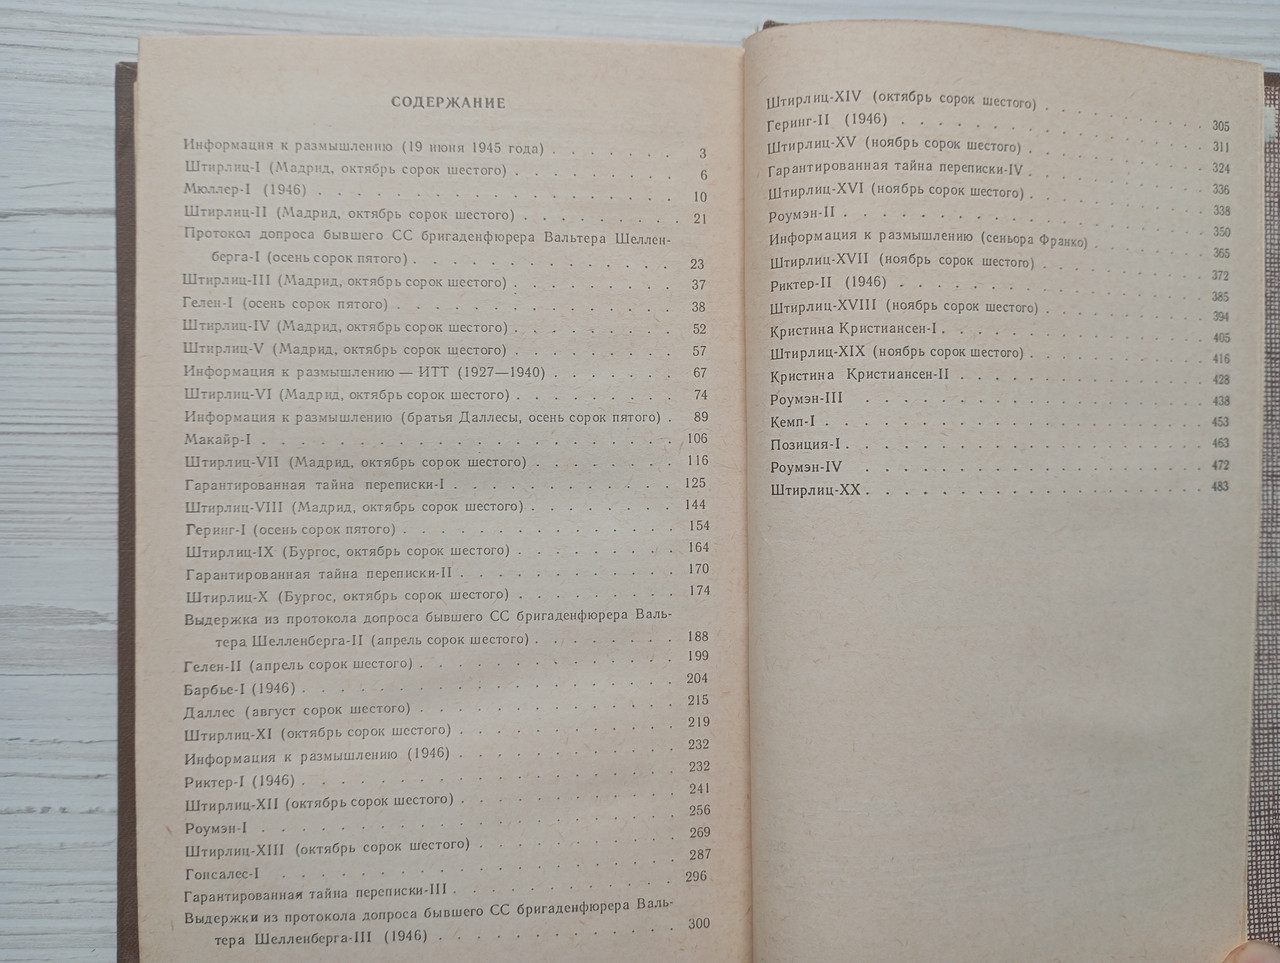 СОДЕРЖАНИЕ
Информация к размышлению (19 июня 1945 года) . . . . . . . 3
Штирлиц-I (Мадрид, октябрь сорок шестого) . . . . . . . . 6
Мюллер-I (1946) . . . . . . . . . . . . . . 10
Штирлиц-II (Мадрид, октябрь сорок шестого) . . . . . . . . 21
Протокол допроса бывшего СС бригаденфюрера Вальтера Шеллен-
берга-I (осень сорок пятого) . . . . . . . . . . . 23
Штирлиц-III (Мадрид, октябрь сорок шестого) . . . . . . . . 37
Гелен-I (осень сорок пятого) . . . . . . . . . . . 38
Штирлиц-IV (Мадрид, октябрь сорок шестого) . . . . . . . . 52
Штирлиц-V (Мадрид, октябрь сорок шестого) . . . . . . . . 57
Информация к размышлению — ИТТ (1927—1940) . . . . . . . 67
Штирлиц-VI (Мадрид, октябрь сорок шестого) . . . . . . . . 74
Информация к размышлению (братья Даллесы, осень сорок пятого) . 89
Макайр-I . . . . . . . . . . . . . . . . 106
Штирлиц-VII (Мадрид, октябрь сорок шестого) . . . . . . . 116
Гарантированная тайна переписки-I . . . . . . . . . . 125
Штирлиц-VIII (Мадрид, октябрь сорок шестого) . . . . . . . 144
Геринг-I (осень сорок пятого) . . . . . . . . . . . 154
Штирлиц-IX (Бургос, октябрь сорок шестого) . . . . . . . . 164
Гарантированная тайна переписки-II . . . . . . . . . . 170
Штирлиц-X (Бургос, октябрь сорок шестого) . . . . . . . . 174
Выдержка из протокола допроса бывшего СС бригаденфюрера Валь-
тера Шелленберга-II (апрель сорок шестого) . . . . . . . 188
Гелен-II (апрель сорок шестого) . . . . . . . . . . . 199
Барбье-I (1946) . . . . . . . . . . . . . . . 204
Даллес (август сорок шестого) . . . . . . . . . . . 215
Штирлиц-XI (октябрь сорок шестого) . . . . . . . . . 219
Информация к размышлению (1946) . . . . . . . . . . 232
Риктер-I (1946) . . . . . . . . . . . . . . . 232
Штирлиц-XII (октябрь сорок шестого) . . . . . . . . . 241
Роумэн-I . . . . . . . . . . . . . . . . 256
Штирлиц-XIII (октябрь сорок шестого) . . . . . . . . . 269
Гонсалес-I . . . . . . . . . . . . . . . 287
Гарантированная тайна переписки-III . . . . . . . . . 296
Выдержки из протокола допроса бывшего СС бригаденфюрера Валь-
тера Шелленберга-III (1946) . . . . . . . . . . . 300
Штирлиц-XIV (октябрь сорок шестого) . . . . . . . . 305
Геринг-II (1946) . . . . . . . . . . . . . . 311
Штирлиц-XV (ноябрь сорок шестого) . . . . . . . . . 324
Гарантированная тайна переписки-IV . . . . . . . . . 336
Штирлиц-XVI (ноябрь сорок шестого) . . . . . . . . . 338
Роумэн-II . . . . . . . . . . . . . . . . 350
Информация к размышлению (сеньора Франко) . . . . . . 365
Штирлиц-XVII (ноябрь сорок шестого) . . . . . . . . 372
Риктер-II (1946) . . . . . . . . . . . . . . 385
Штирлиц-XVIII (ноябрь сорок шестого) . . . . . . . . 394
Кристина Кристиансен-I . . . . . . . . . . . . 405
Штирлиц-XIX (ноябрь сорок шестого) . . . . . . . . . 416
Кристина Кристиансен-II . . . . . . . . . . . . 428
Роумэн-III . . . . . . . . . . . . . . . 438
Кемп-I . . . . . . . . . . . . . . . . . 453
Позиция-I . . . . . . . . . . . . . . . . 463
Роумэн-IV . . . . . . . . . . . . . . . 472
Штирлиц-XX . . . . . . . . . . . . . . . 483